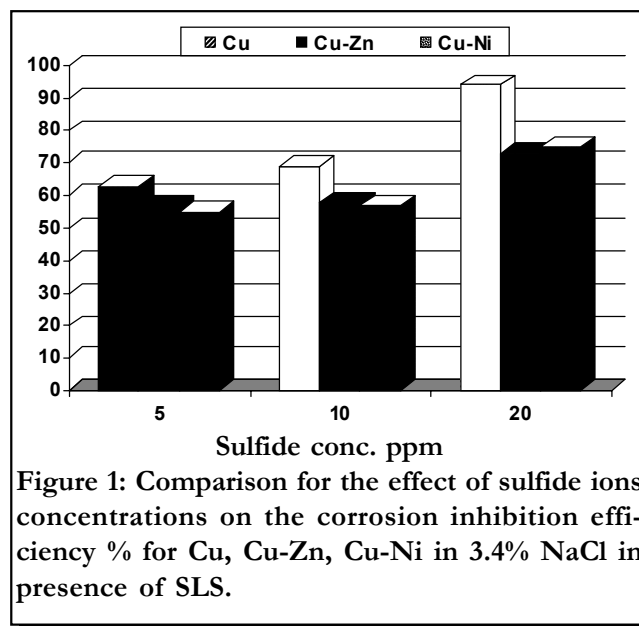 Cu Cu-Zn Cu-Ni
100
90
80
70
60
50
40
30
20
10
0
5 10 20
Sulfide conc. ppm
Figure 1: Comparison for the effect of sulfide ions
concentrations on the corrosion inhibition effi-
ciency % for Cu, Cu-Zn, Cu-Ni in 3.4% NaCl in
presence of SLS.